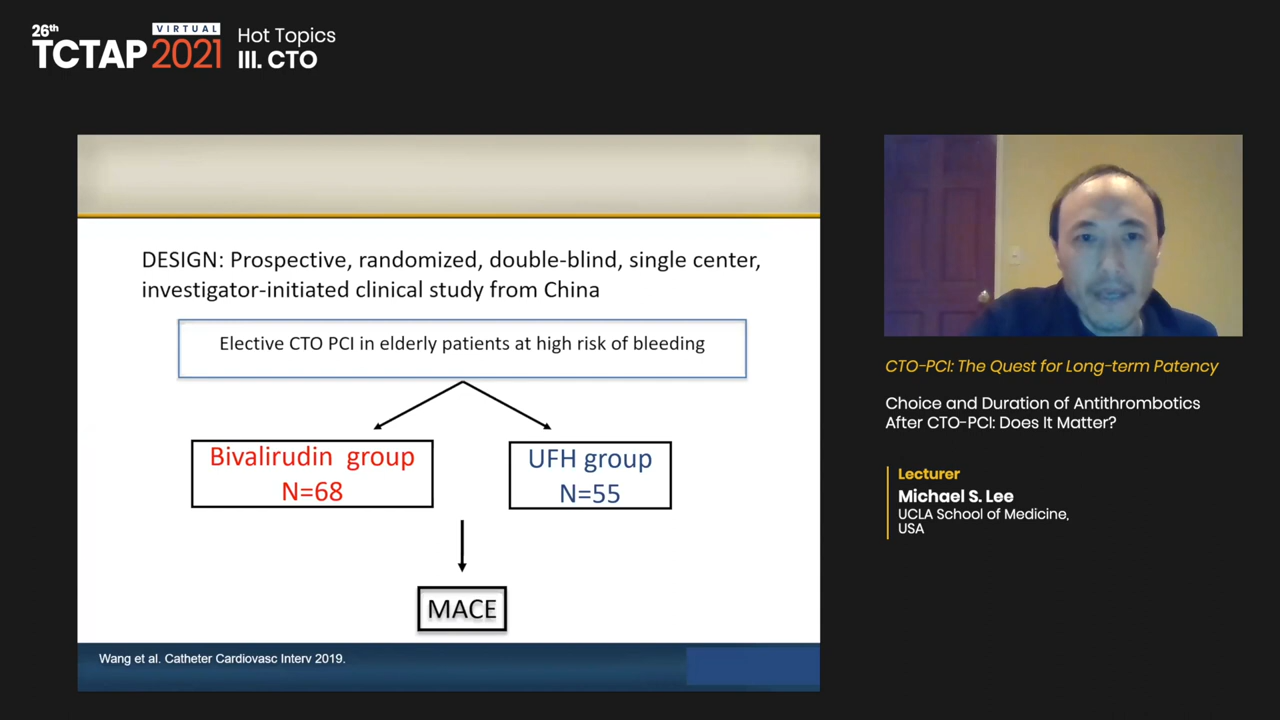 26th
VIRTUAL
TCTAP 2021
Hot Topics
III. CTO
DESIGN: Prospective, randomized, double-blind, single center,
investigator-initiated clinical study from China
Elective CTO PCI in elderly patients at high risk of bleeding
Bivalirudin group
N=68
UFH group
N=55
MACE
Wang et al. Catheter Cardiovasc Interv 2019.
CTO-PCI: The Quest for Long-term Patency
Choice and Duration of Antithrombotics
After CTO-PCI: Does It Matter?
Lecturer
Michael S. Lee
UCLA School of Medicine,
USA